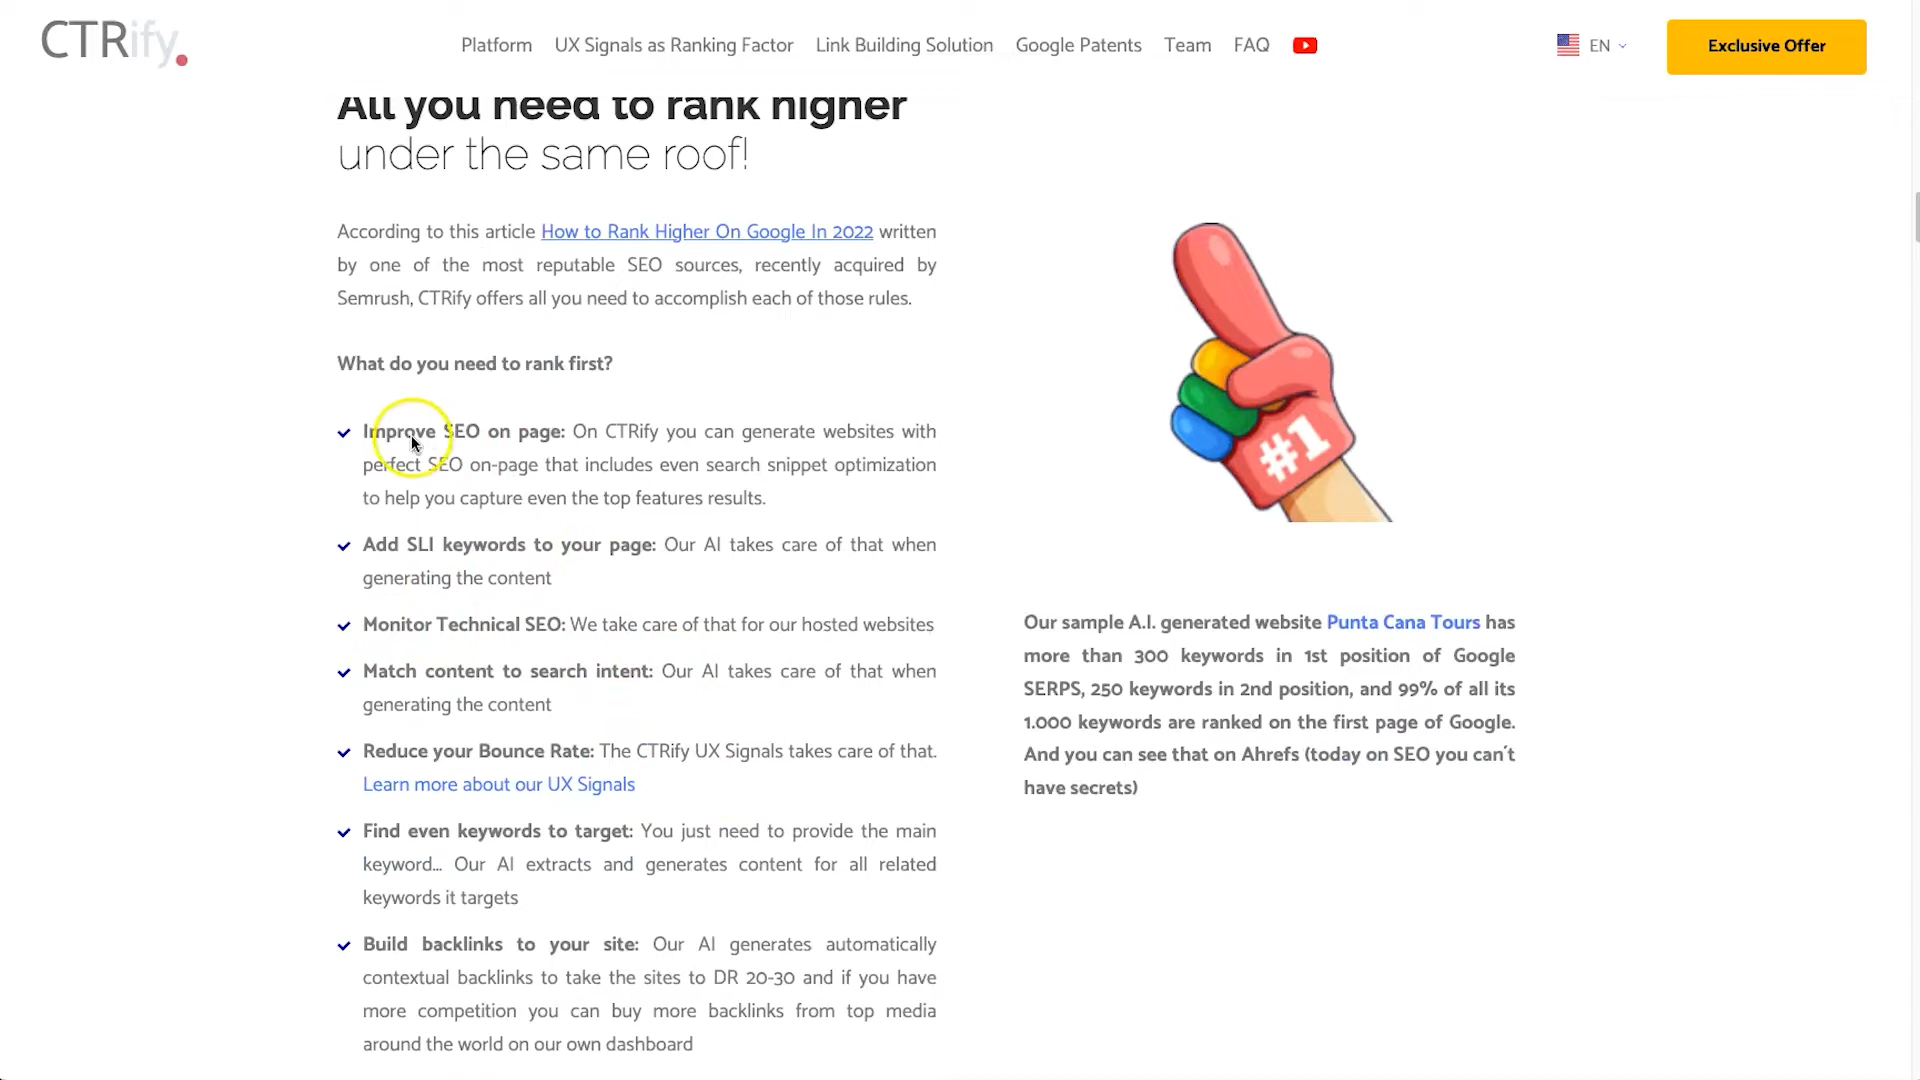 CTRify.
Platform
UX Signals as Ranking Factor
Link Building Solution
Google Patents
Team
FAQ
EN
Exclusive Offer
All you need to rank higher
under the same roof!
According to this article How to Rank Higher On Google In 2022 written
by one of the most reputable SEO sources, recently acquired by
Semrush, CTRify offers all you need to accomplish each of those rules.
What do you need to rank first?
Improve SEO on page: On CTRify you can generate websites with
perfect SEO on-page that includes even search snippet optimization
to help you capture even the top features results.
Add SLI keywords to your page: Our AI takes care of that when
generating the content
Monitor Technical SEO: We take care of that for our hosted websites
Match content to search intent: Our AI takes care of that when
generating the content
Reduce your Bounce Rate: The CTRify UX Signals takes care of that.
Learn more about our UX Signals
Find even keywords to target: You just need to provide the main
keyword... Our AI extracts and generates content for all related
keywords it targets
Build backlinks to your site: Our AI generates automatically
contextual backlinks to take the sites to DR 20-30 and if you have
more competition you can buy more backlinks from top media
around the world on our own dashboard
#1
Our sample A.I. generated website Punta Cana Tours has
more than 300 keywords in 1st position of Google
SERPS, 250 keywords in 2nd position, and 99% of all its
1.000 keywords are ranked on the first page of Google.
And you can see that on Ahrefs (today on SEO you can´t
have secrets)